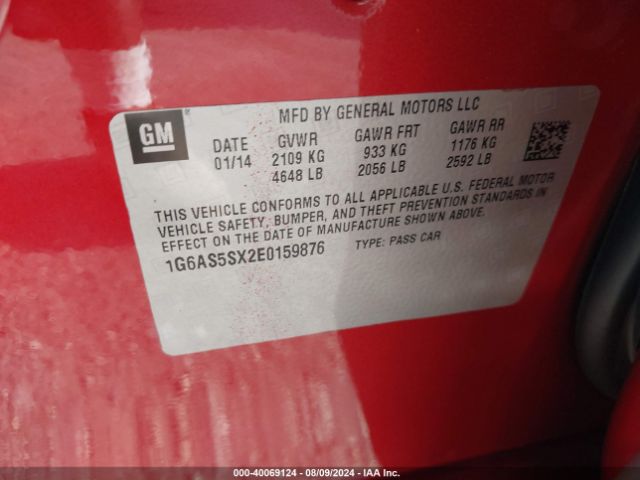 GM
MFD BY GENERAL MOTORS LLC
DATE GVWR GAWR FRT GAWR RR
01/14 2109 KG 933 KG 1176 KG
4648 LB 2056 LB 2592 LB
THIS VEHICLE CONFORMS TO ALL APPLICABLE U.S. FEDERAL MOTOR
VEHICLE SAFETY, BUMPER, AND THEFT PREVENTION STANDARDS IN
EFFECT ON THE DATE OF MANUFACTURE SHOWN ABOVE.
1G6AS5SX2E0159876 TYPE: PASS CAR
000-40069124 - 08/09/2024 - IAA Inc.